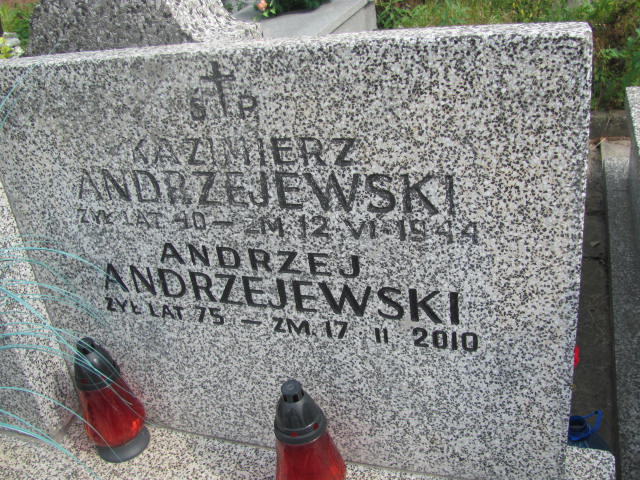 S P
KAZIMIERZ
ANDRZEJEWSKI
ŻYŁ LAT 40 - ZM. 12. VI. 1944
ANDRZEJ
ANDRZEJEWSKI
ŻYŁ LAT 75 - ZM. 17 II 2010